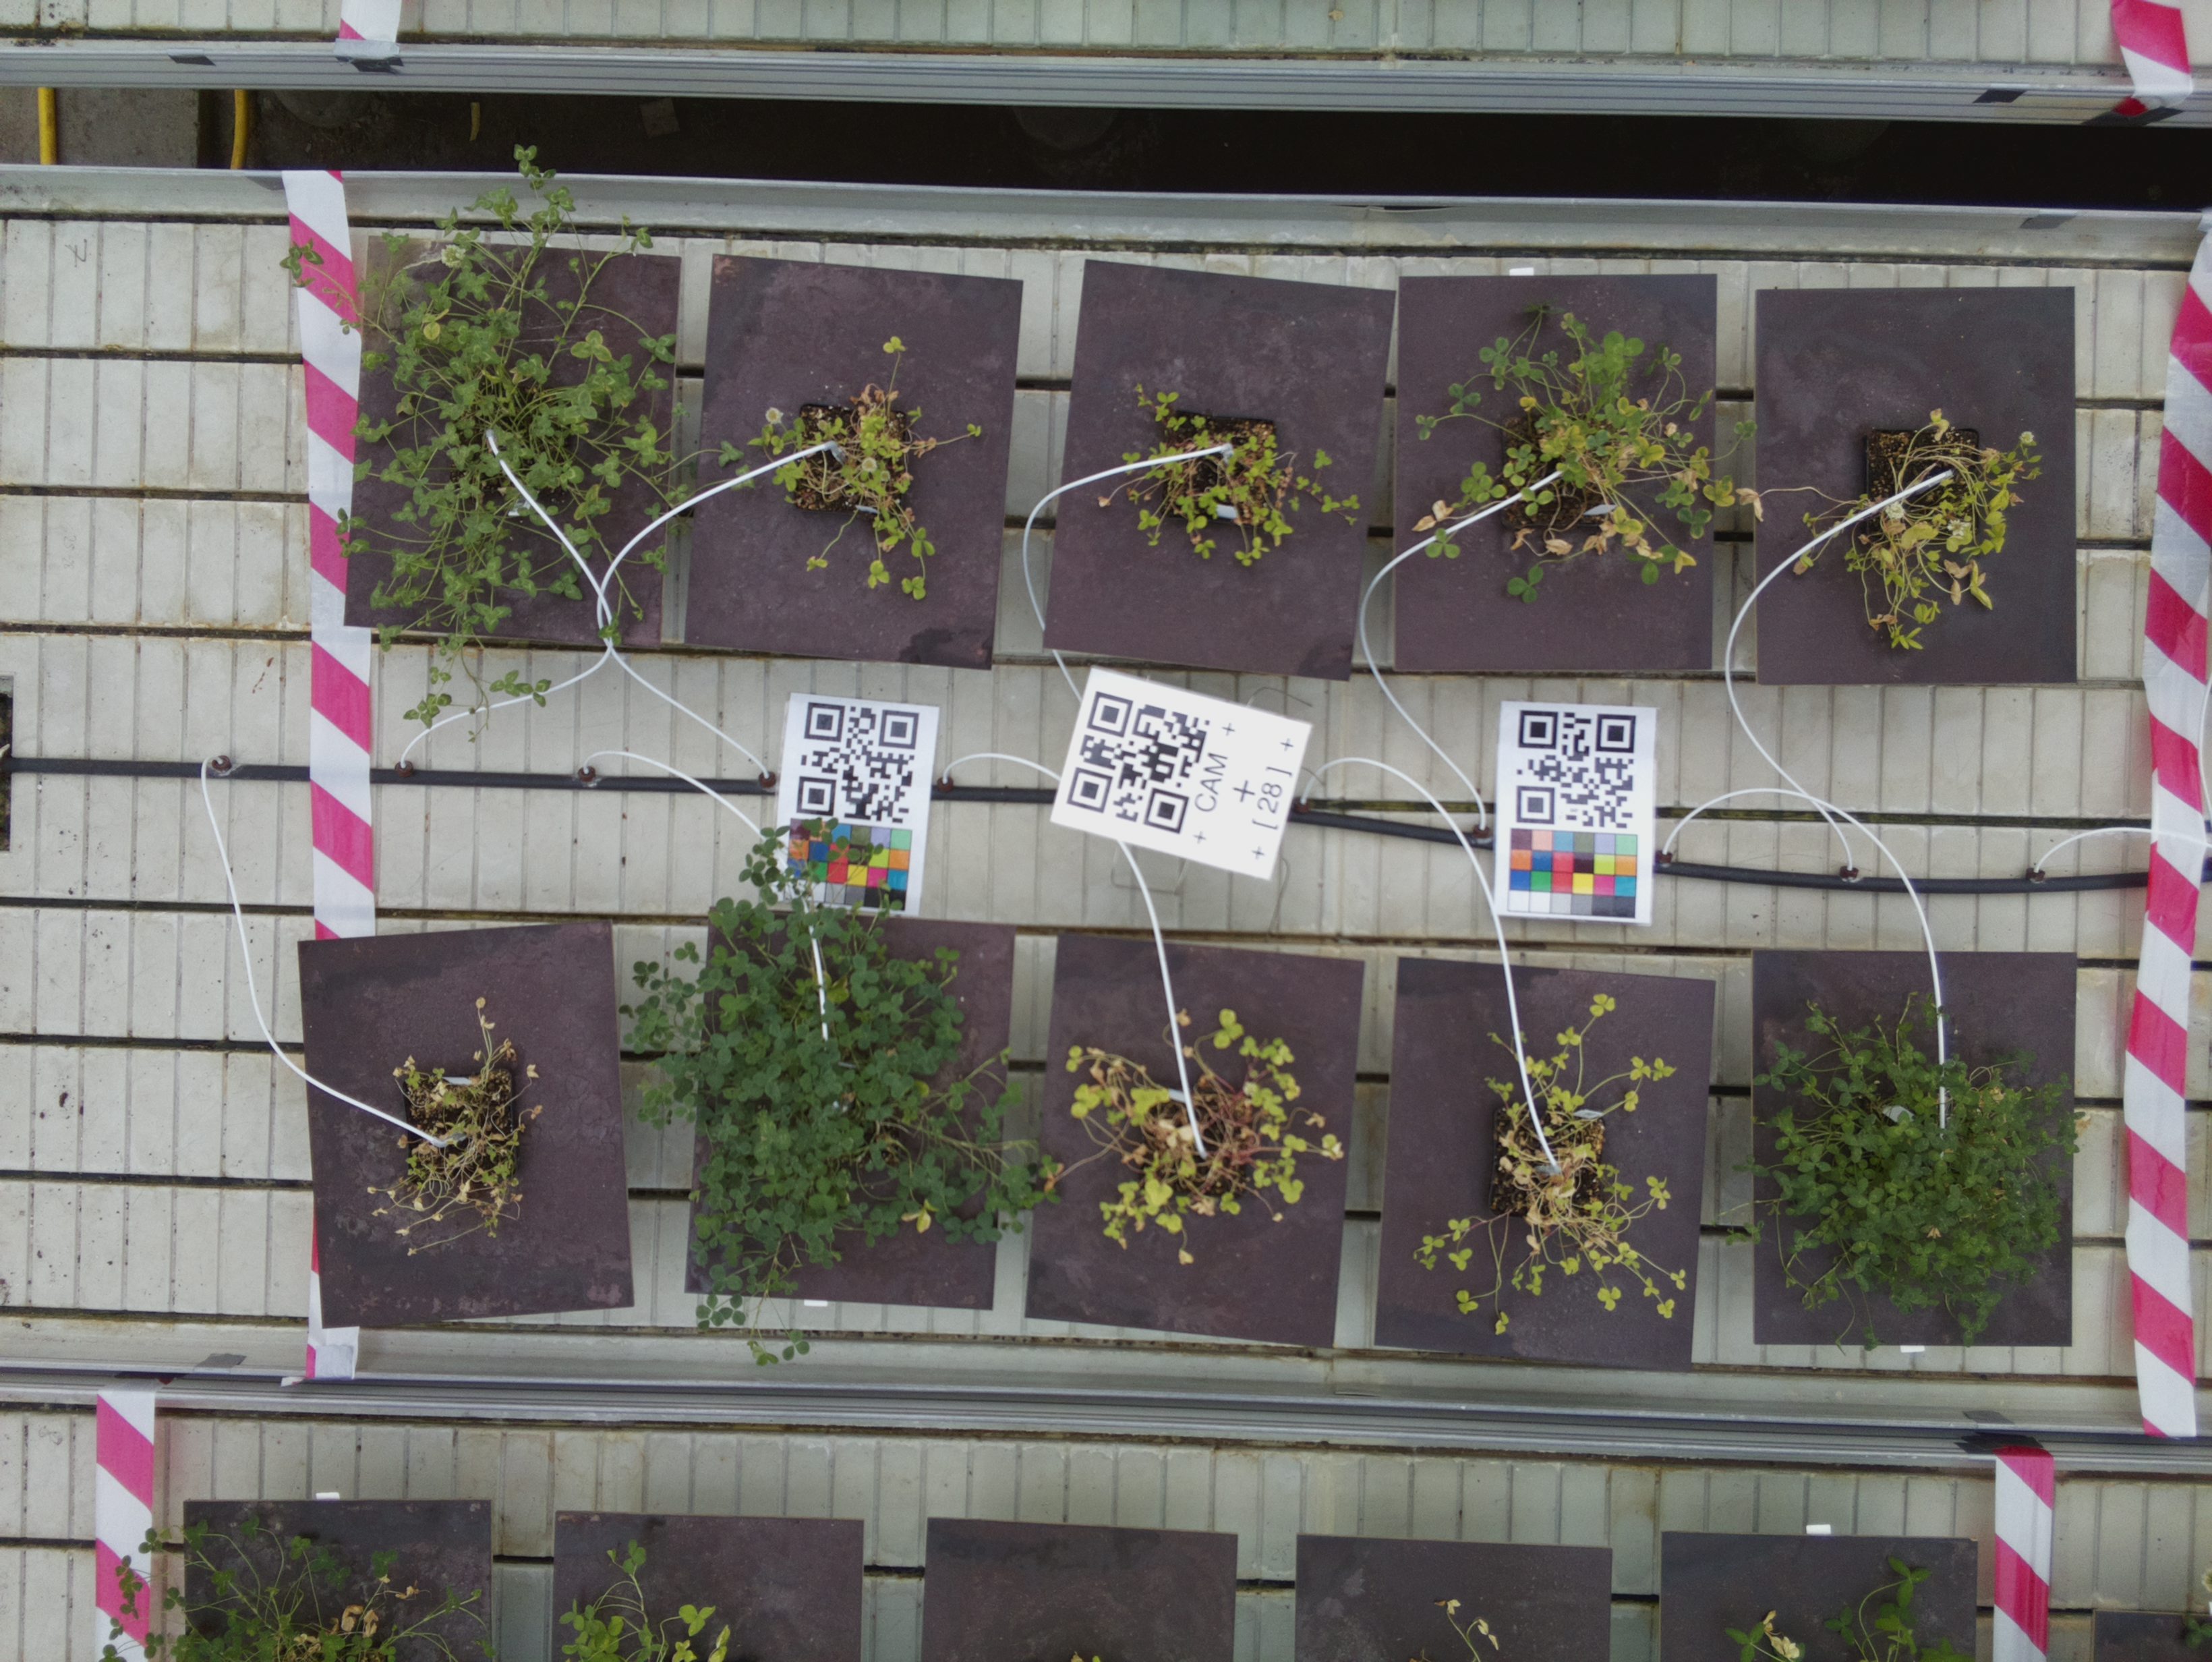 + CAM +
+
+ [ 28 ] +